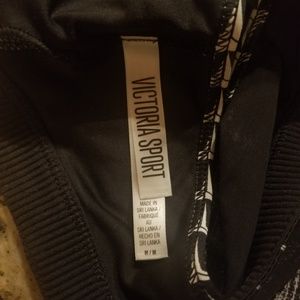 VICTORIA SPORT
MADE IN
SRI LANKA /
FABRIQUÉ
AU
SRI LANKA /
HECHO EN
SRI LANKA
M / M